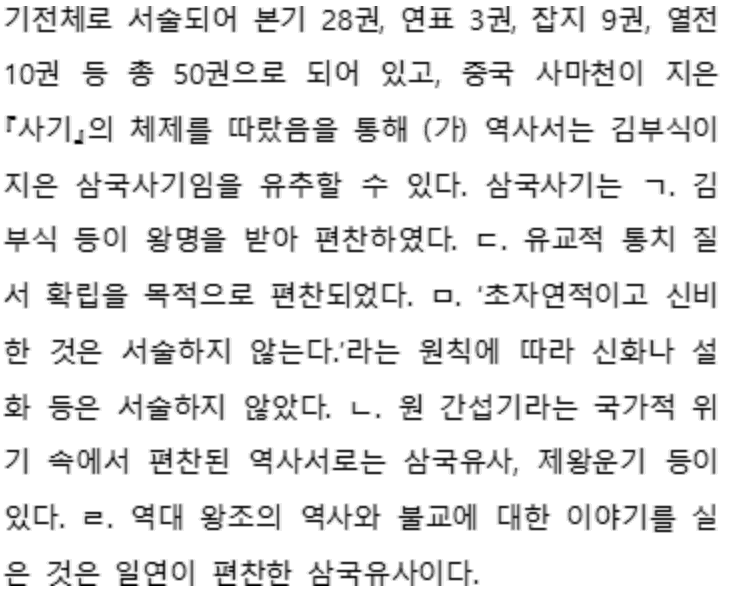 기전체로 서술되어 본기 28권, 연표 3권, 잡지 9권, 열전
10권 등 총 50권으로 되어 있고, 중국 사마천이 지은
『사기』의 체제를 따랐음을 통해 (가) 역사서는 김부식이
지은 삼국사기임을 유추할 수 있다. 삼국사기는 ㄱ. 김
부식 등이 왕명을 받아 편찬하였다. ㄷ. 유교적 통치 질
서 확립을 목적으로 편찬되었다. ㅁ. ‘초자연적이고 신비
한 것은 서술하지 않는다.’라는 원칙에 따라 신화나 설
화 등은 서술하지 않았다. ㄴ. 원 간섭기라는 국가적 위
기 속에서 편찬된 역사서로는 삼국유사, 제왕운기 등이
있다. ㄹ. 역대 왕조의 역사와 불교에 대한 이야기를 실
은 것은 일연이 편찬한 삼국유사이다.